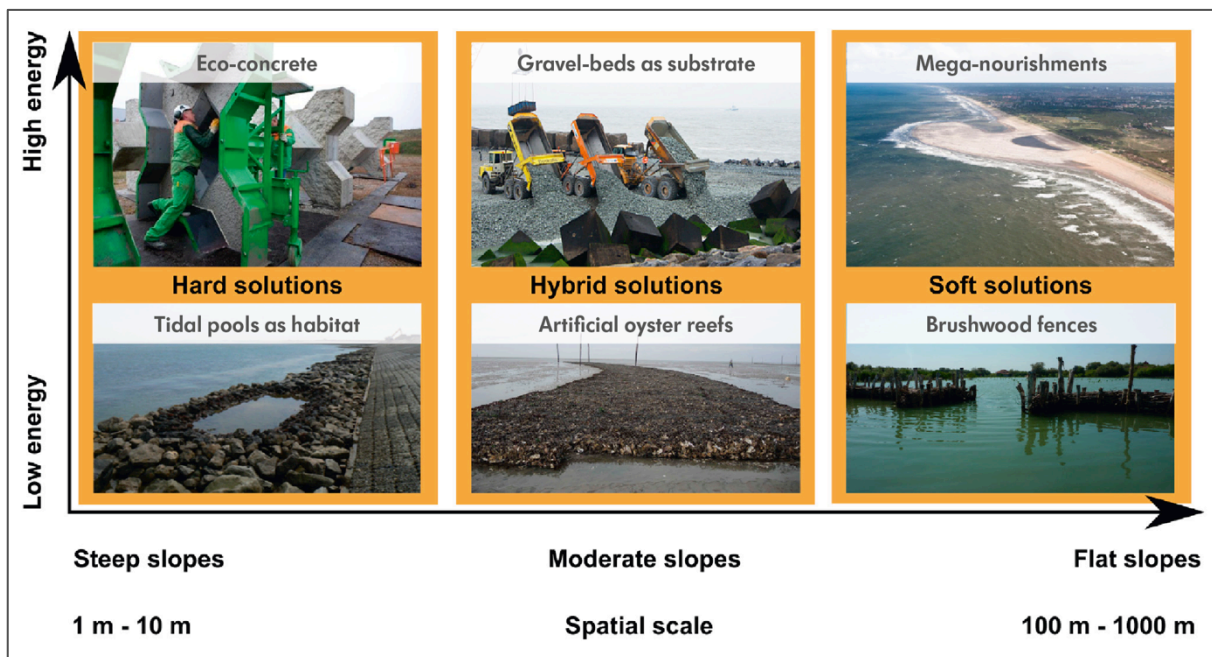 High energy
Low energy
Eco-concrete
Gravel-beds as substrate
Mega-nourishments
Hard solutions
Hybrid solutions
Soft solutions
Tidal pools as habitat
Artificial oyster reefs
Brushwood fences
Steep slopes
Moderate slopes
Flat slopes
1 m - 10 m
Spatial scale
100 m - 1000 m